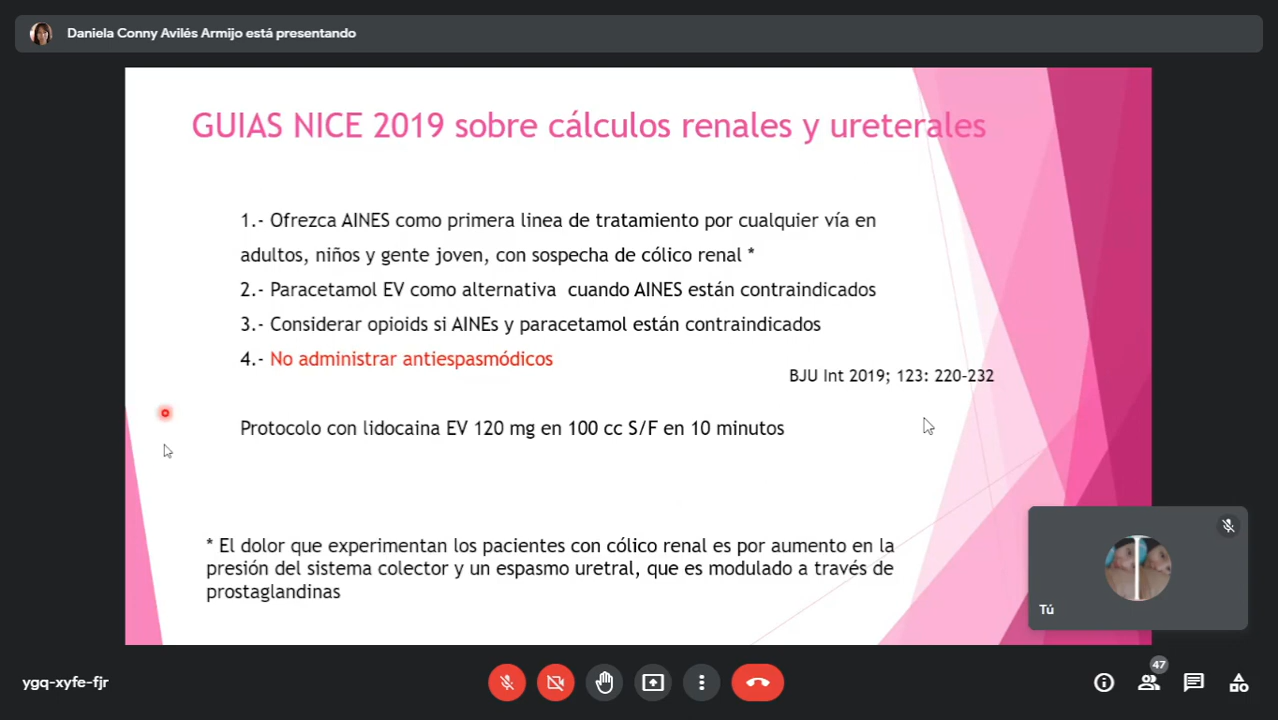 Daniela Conny Avilés Armijo está presentando
GUIAS NICE 2019 sobre cálculos renales y ureterales
1.- Ofrezca AINES como primera linea de tratamiento por cualquier vía en
adultos, niños y gente joven, con sospecha de cólico renal *
2.- Paracetamol EV como alternativa cuando AINES están contraindicados
3.- Considerar opioids si AINEs y paracetamol están contraindicados
4.- No administrar antiespasmódicos
BJU Int 2019; 123: 220-232
Protocolo con lidocaina EV 120 mg en 100 cc S/F en 10 minutos
* El dolor que experimentan los pacientes con cólico renal es por aumento en la
presión del sistema colector y un espasmo uretral, que es modulado a través de
prostaglandinas
Tú
ygq-xyfe-fjr
47